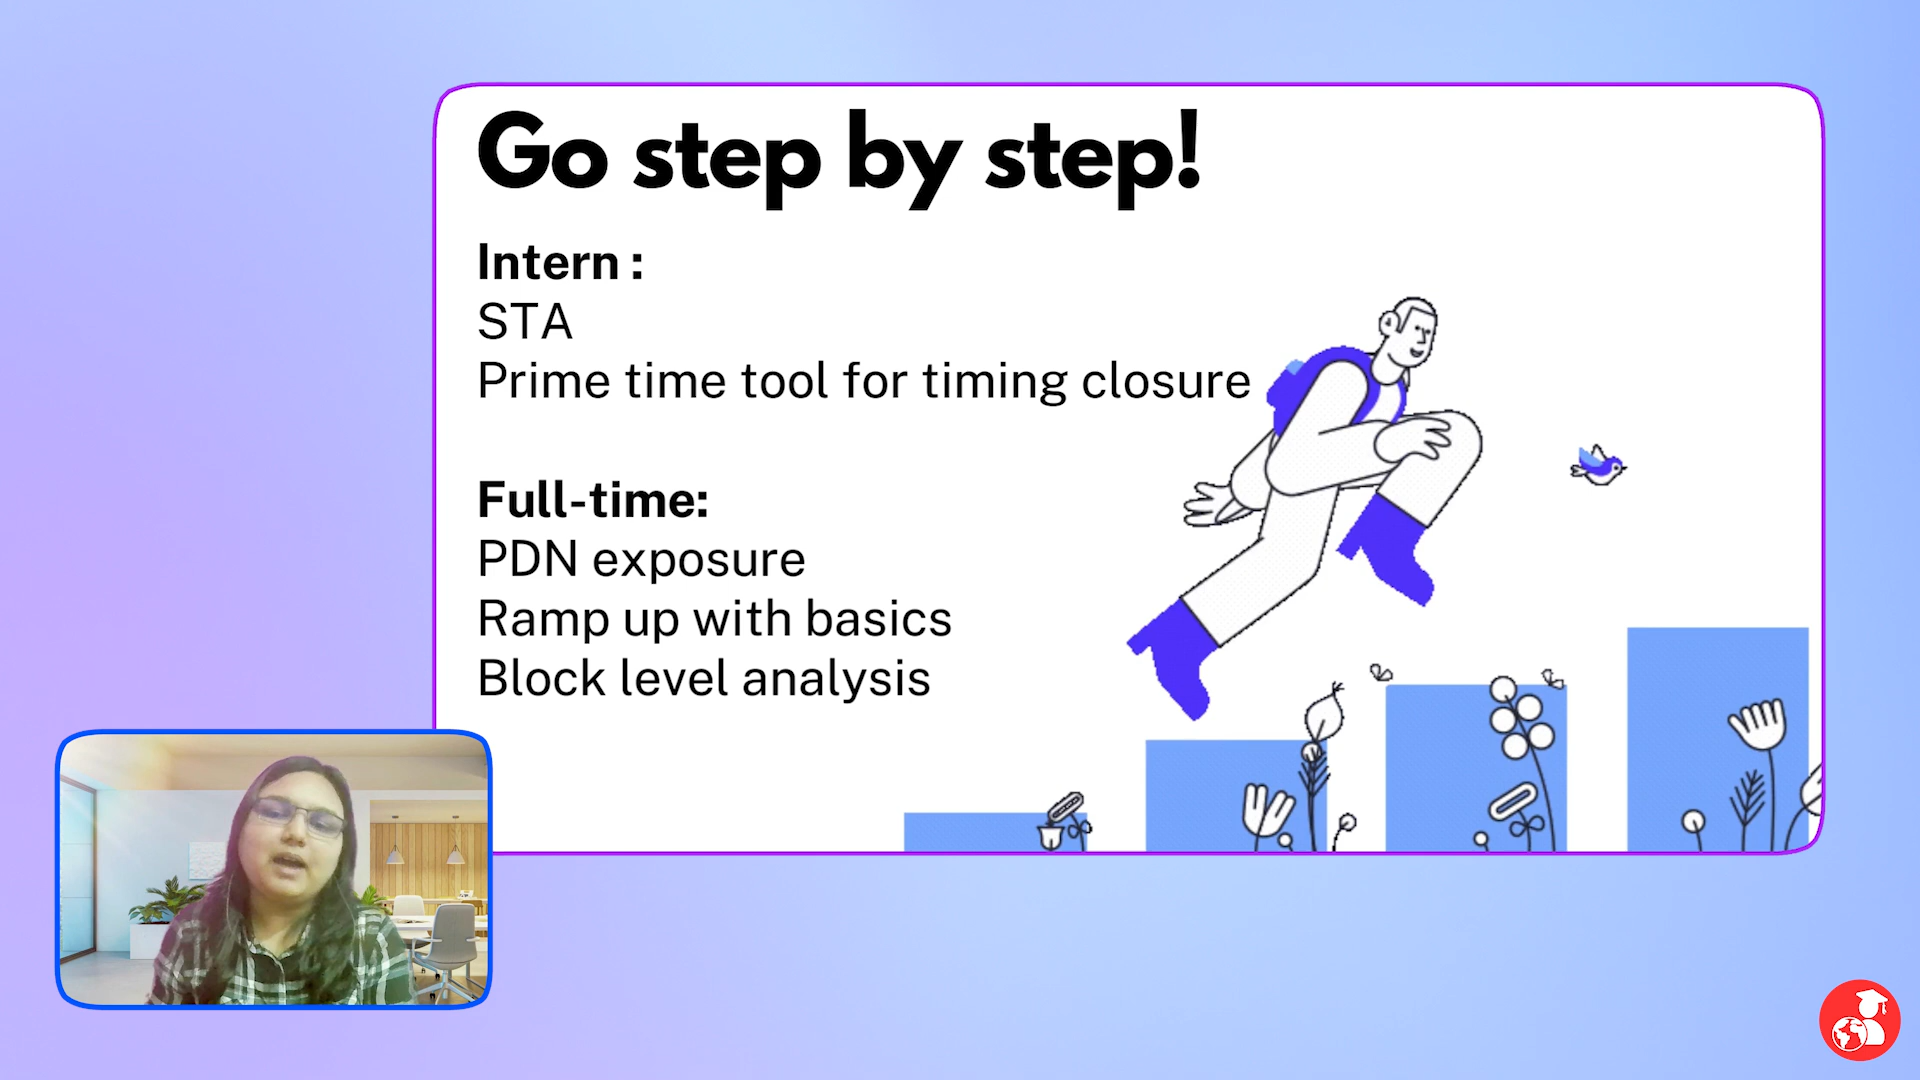 Go step by step!
Intern :
STA
Prime time tool for timing closure
Full-time:
PDN exposure
Ramp up with basics
Block level analysis